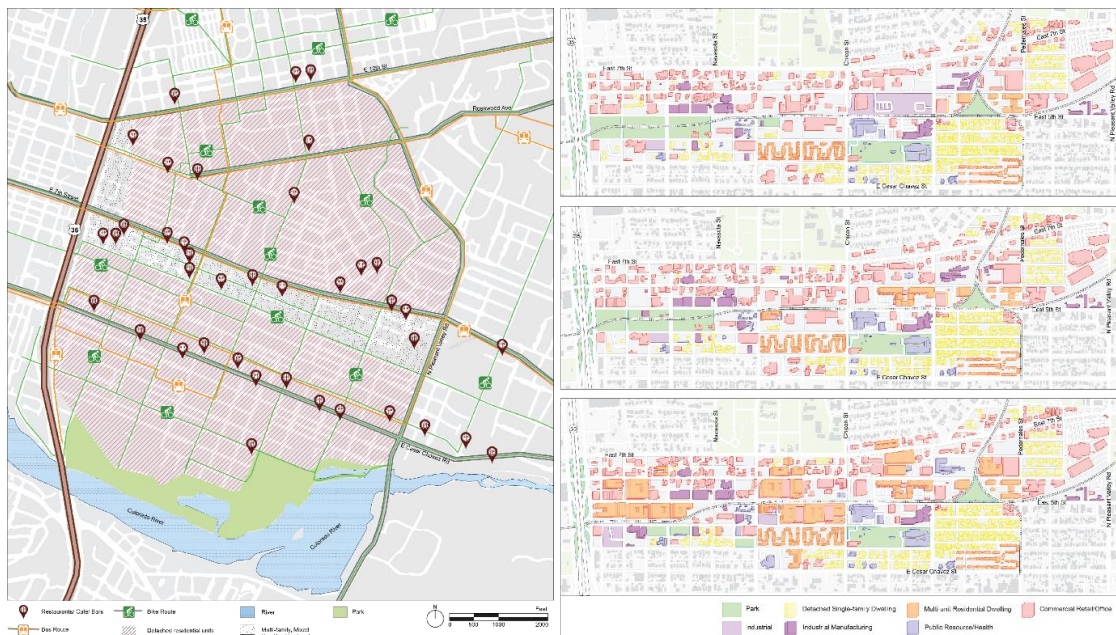 35
E 12th St
Rosewood Ave
E 7th Street
35
N Pleasant Valley Rd
E Cesar Chavez Rd
Colorado River
Colorado River
Restaurants/ Cafe/ Bars
Bike Route
River
Park
Bus Route
Detached residential units
Multi-family, Mixed
N
Feet
0
500
1000
2000
Navasota St
Chicon St
Pedernales St
East 7th St
East 7th St
East 5th St
E Cesar Chavez St
N Pleasant Valley Rd
Navasota St
Chicon St
Pedernales St
East 7th St
East 7th St
East 5th St
E Cesar Chavez St
N Pleasant Valley Rd
35
Navasota St
Chicon St
Pedernales St
East 7th St
East 7th St
East 5th St
E Cesar Chavez St
N Pleasant Valley Rd
Park
Detached Single-family Dwelling
Multi-unit Residential Dwelling
Commercial Retail/Office
Industrial
Industrial Manufacturing
Public Resource/Health